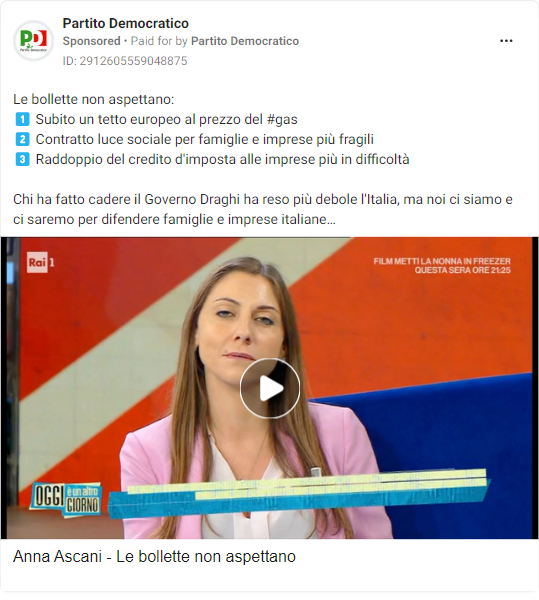 Partito Democratico
Sponsored • Paid for by Partito Democratico
ID: 2912605559048875
PD
Partito Democratico
Le bollette non aspettano:
1️⃣ Subito un tetto europeo al prezzo del #gas
2️⃣ Contratto luce sociale per famiglie e imprese più fragili
3️⃣ Raddoppio del credito d'imposta alle imprese più in difficoltà
Chi ha fatto cadere il Governo Draghi ha reso più debole l'Italia, ma noi ci siamo e
ci saremo per difendere famiglie e imprese italiane...
Rai 1
FILM METTI LA NONNA IN FREEZER
QUESTA SERA ORE 21:25
OGGI
è un altro
GIORNO
Anna Ascani - Le bollette non aspettano